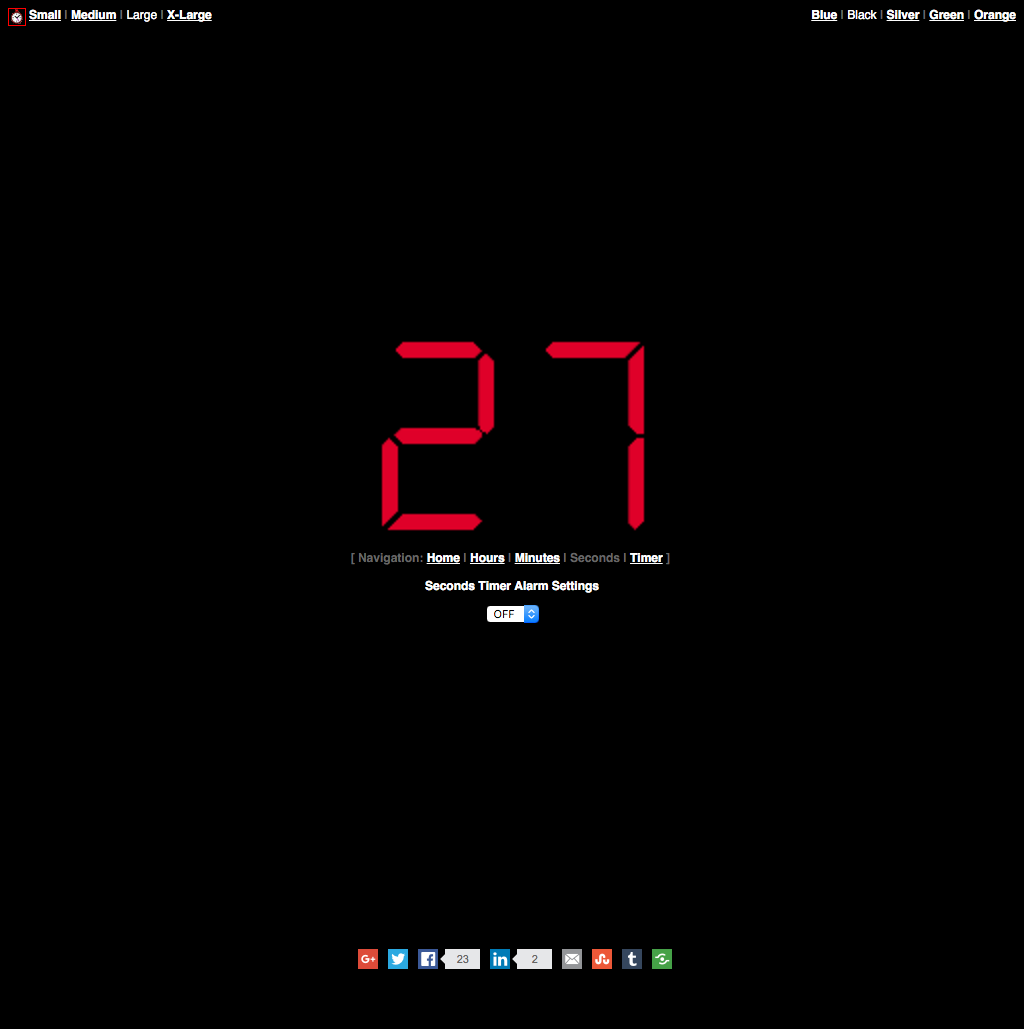 Small | Medium | Large | X-Large
Blue | Black | Silver | Green | Orange
27
[ Navigation: Home | Hours | Minutes | Seconds | Timer ]
Seconds Timer Alarm Settings
OFF
G+ f 23 in 2 t